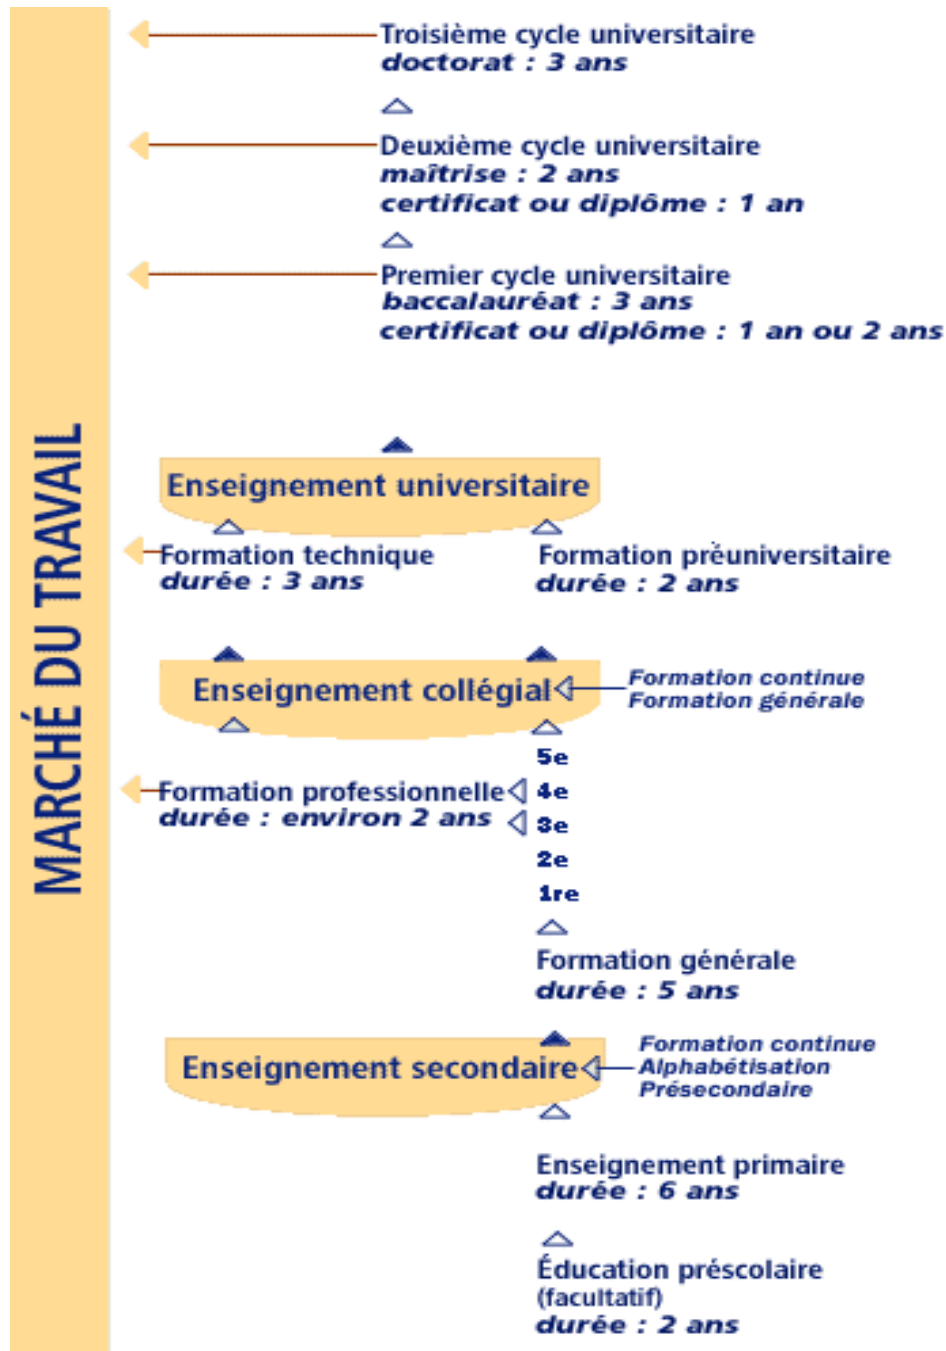 MARCHÉ DU TRAVAIL
Troisième cycle universitaire
doctorat : 3 ans
Deuxième cycle universitaire
maîtrise : 2 ans
certificat ou diplôme : 1 an
Premier cycle universitaire
baccalauréat : 3 ans
certificat ou diplôme : 1 an ou 2 ans
Enseignement universitaire
Formation technique
durée : 3 ans
Formation préuniversitaire
durée : 2 ans
Enseignement collégial
Formation continue
Formation générale
5e
4e
3e
2e
1re
Formation professionnelle
durée : environ 2 ans
Formation générale
durée : 5 ans
Enseignement secondaire
Formation continue
Alphabétisation
Présecondaire
Enseignement primaire
durée : 6 ans
Éducation préscolaire
(facultatif)
durée : 2 ans